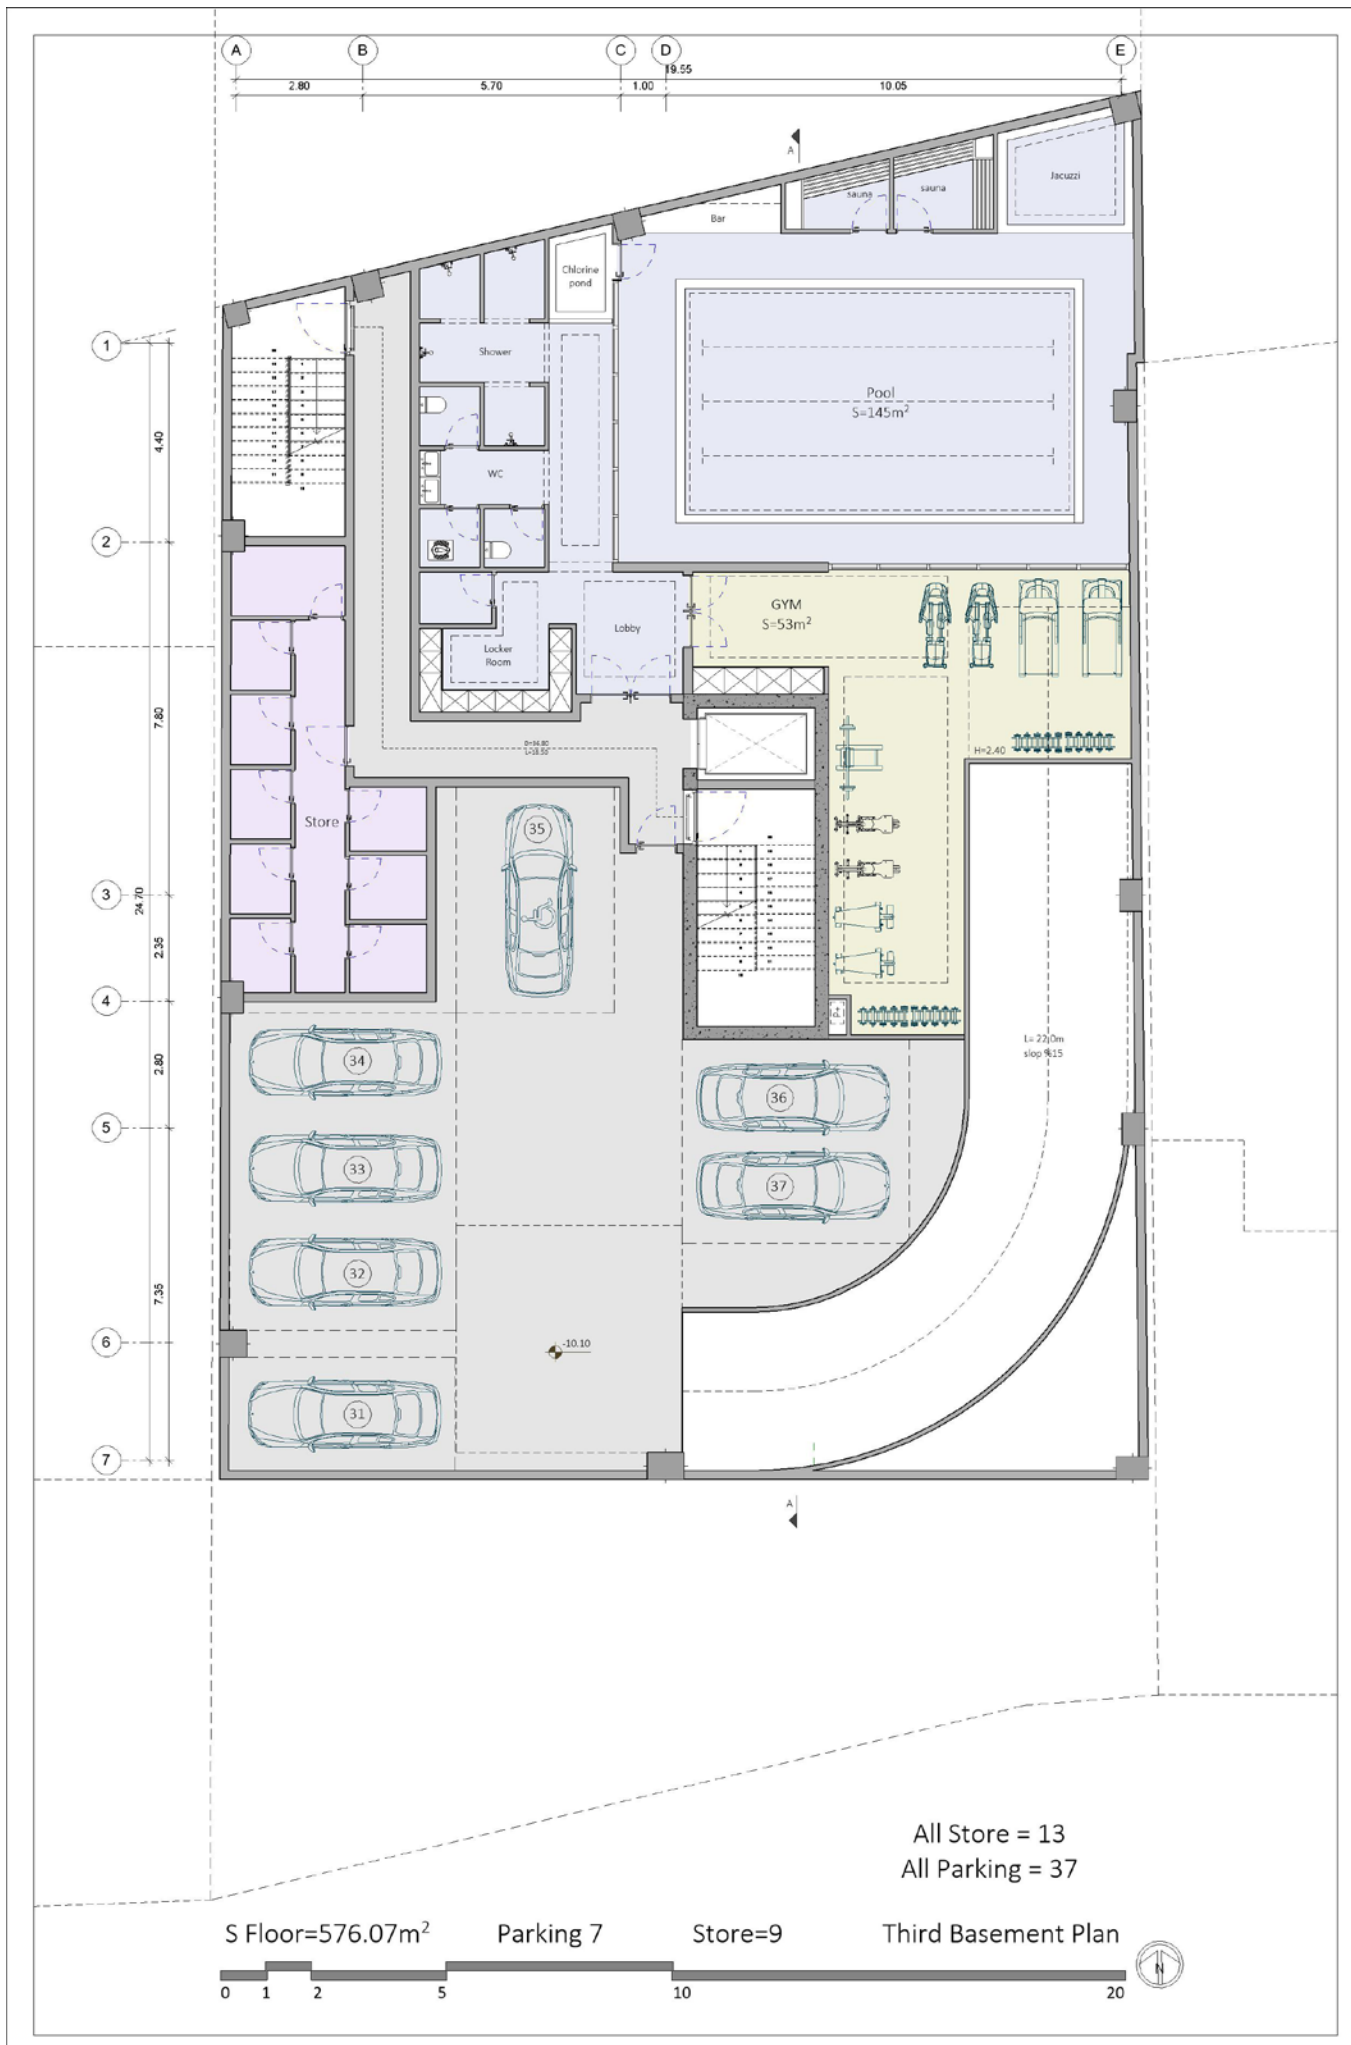 A B C D E
19.55
2.80 5.70 1.00 10.05
A
Jacuzzi
sauna sauna
Bar
Chlorine
pond
1
Shower
Pool
S=145m²
4.40
WC
2
GYM
S=53m²
Lobby
Locker
Room
7.80
H=2.40
Store
35
3
24.70
2.35
4
L= 22.0m
slop %15
34
2.80
36
5
33
37
32
7.35
6
-10.10
31
7
A
All Store = 13
All Parking = 37
S Floor=576.07m² Parking 7 Store=9 Third Basement Plan
N
0 1 2 5 10 20